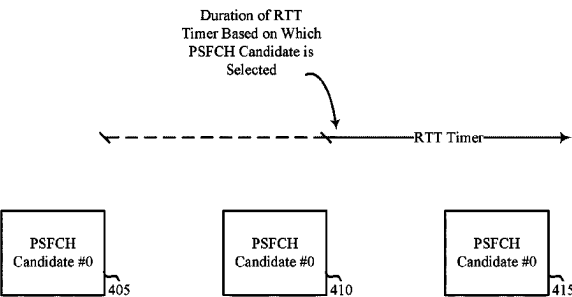 Duration of RTT
Timer Based on Which
PSFCH Candidate is
Selected
RTT Timer
PSFCH
Candidate #0
405
PSFCH
Candidate #0
410
PSFCH
Candidate #0
415